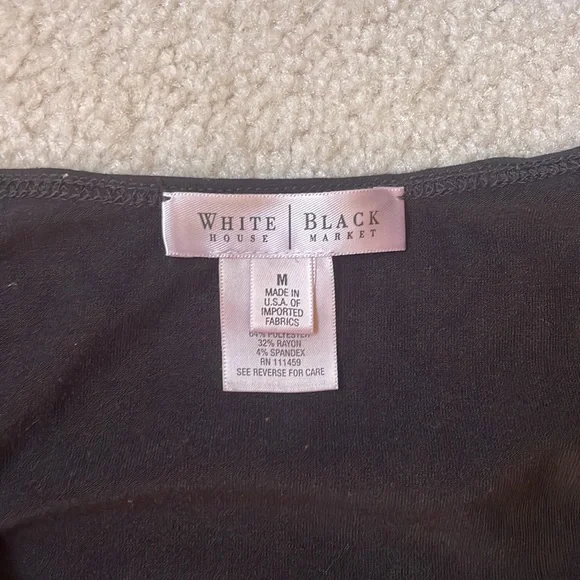 WHITE | BLACK
HOUSE MARKET
M
MADE IN
U.S.A. OF
IMPORTED
FABRICS
64% POLYESTER
32% RAYON
4% SPANDEX
RN 111459
SEE REVERSE FOR CARE